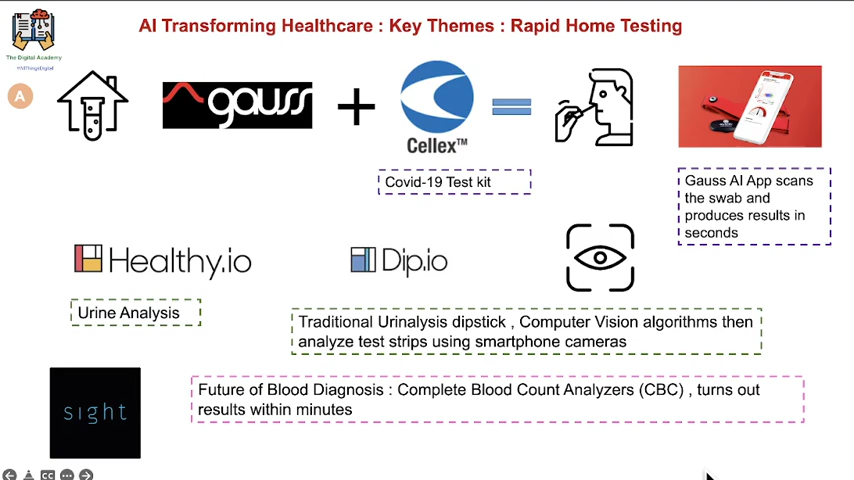 AI Transforming Healthcare : Key Themes : Rapid Home Testing
The Digital Academy
A
gauss
Cellex™
Covid-19 Test kit
Gauss AI App scans
the swab and
produces results in
seconds
Healthy.io
Dip.io
Urine Analysis
Traditional Urinalysis dipstick , Computer Vision algorithms then
analyze test strips using smartphone cameras
sight
Future of Blood Diagnosis : Complete Blood Count Analyzers (CBC) , turns out
results within minutes
CC